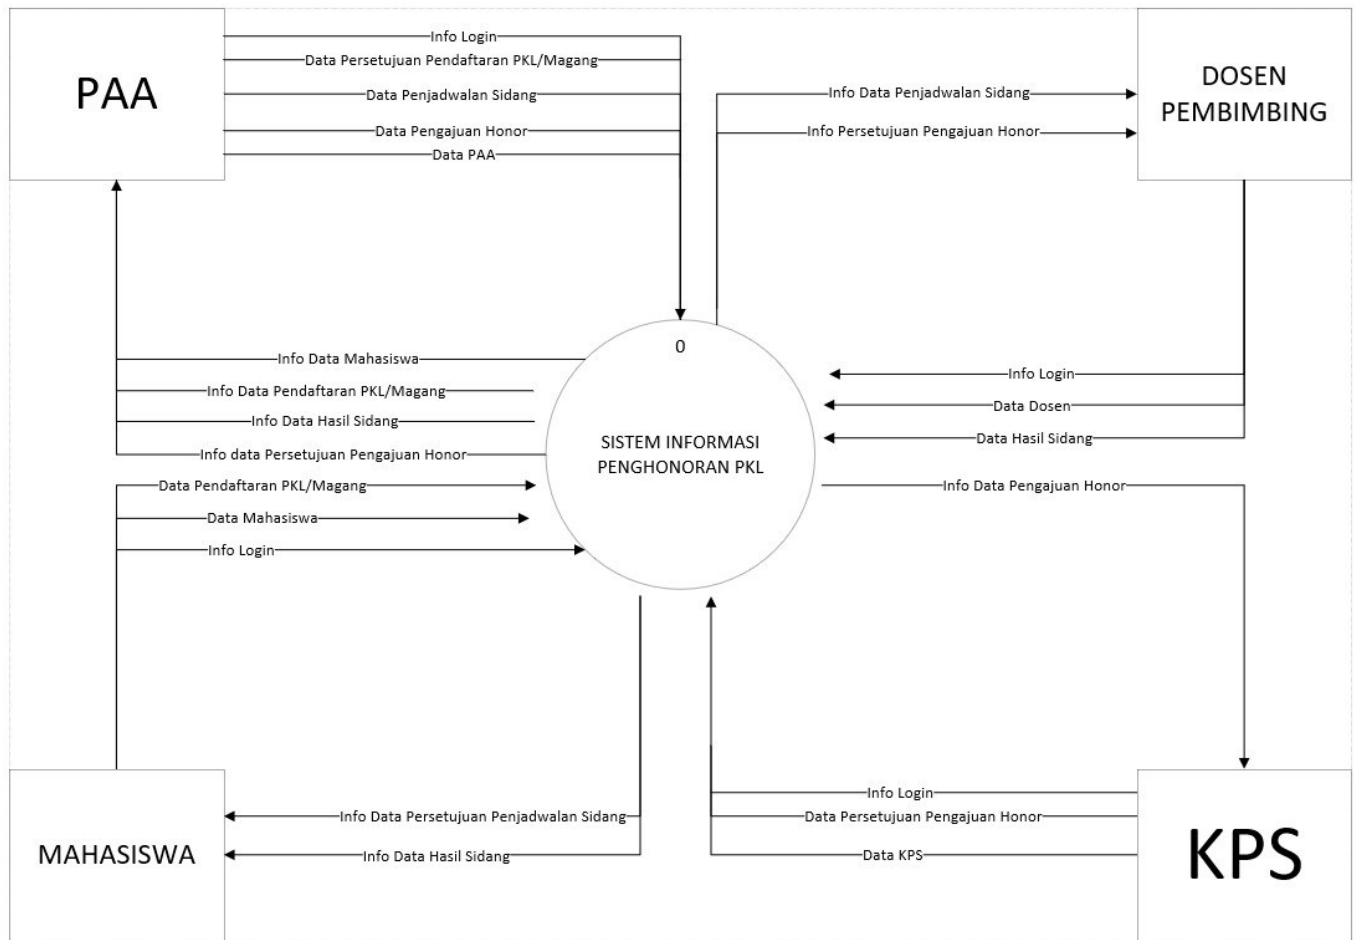 PAA
Info Login
Data Persetujuan Pendaftaran PKL/Magang
Data Penjadwalan Sidang
Data Pengajuan Honor
Data PAA
Info Data Penjadwalan Sidang
Info Persetujuan Pengajuan Honor
DOSEN
PEMBIMBING
Info Data Mahasiswa
Info Data Pendaftaran PKL/Magang
Info Data Hasil Sidang
Info data Persetujuan Pengajuan Honor
Data Pendaftaran PKL/Magang
Data Mahasiswa
Info Login
0
SISTEM INFORMASI
PENGHONORAN PKL
Info Login
Data Dosen
Data Hasil Sidang
Info Data Pengajuan Honor
MAHASISWA
Info Data Persetujuan Penjadwalan Sidang
Info Data Hasil Sidang
Info Login
Data Persetujuan Pengajuan Honor
Data KPS
KPS